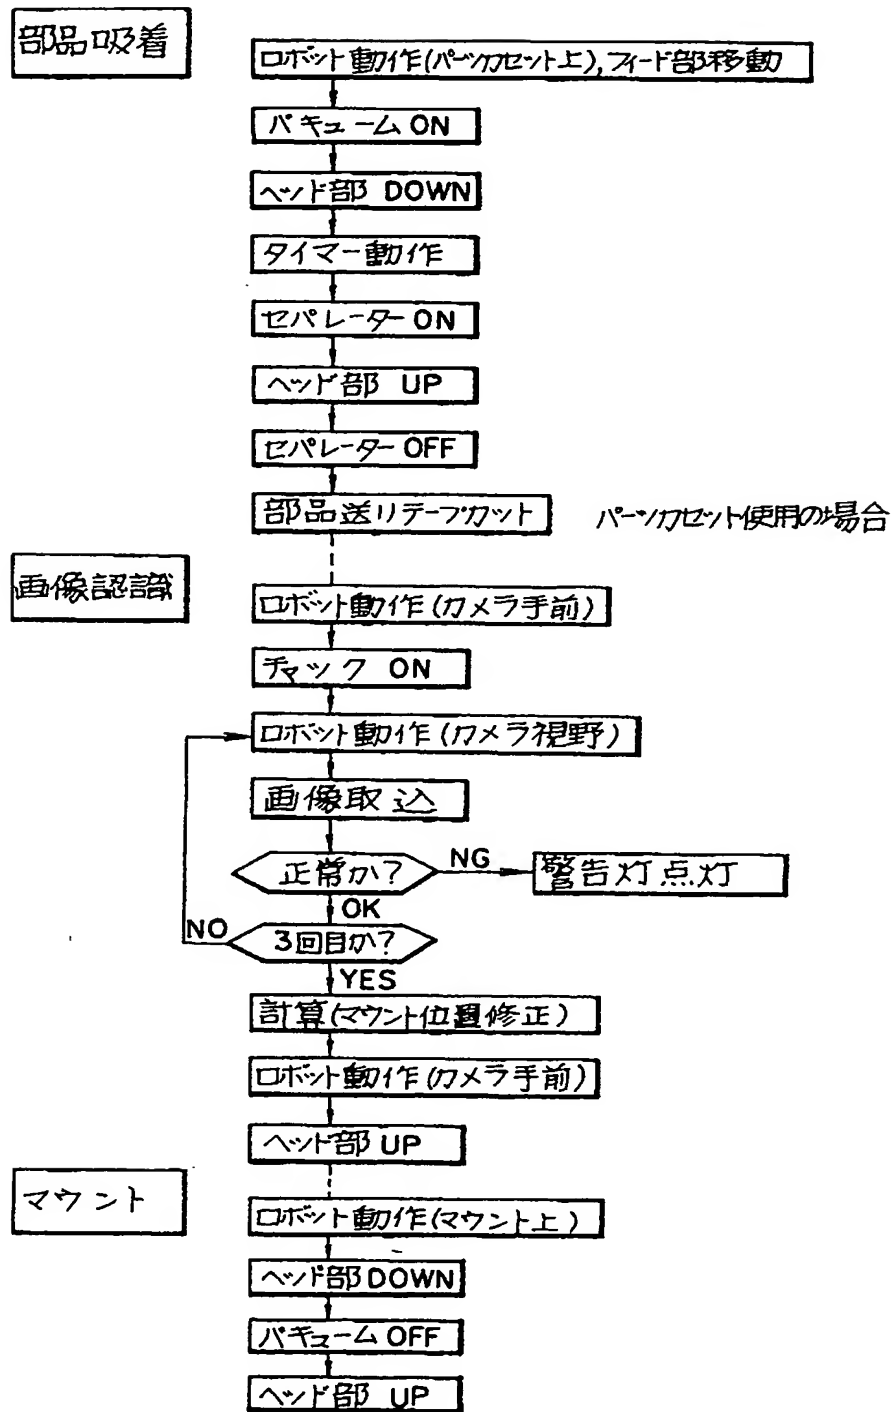 部品吸着
ロボット動作(パーツカセット上),フィード部移動
バキューム ON
ヘッド部 DOWN
タイマー動作
セパレーター ON
ヘッド部 UP
セパレーター OFF
部品送リテープカット
パーツカセット使用の場合
画像認識
ロボット動作(カメラ手前)
チャック ON
ロボット動作(カメラ視野)
画像取込
正常か?
NG
警告灯点灯
OK
NO
3回目か?
YES
計算(マウント位置修正)
ロボット動作(カメラ手前)
ヘッド部 UP
マウント
ロボット動作(マウント上)
ヘッド部 DOWN
バキューム OFF
ヘッド部 UP